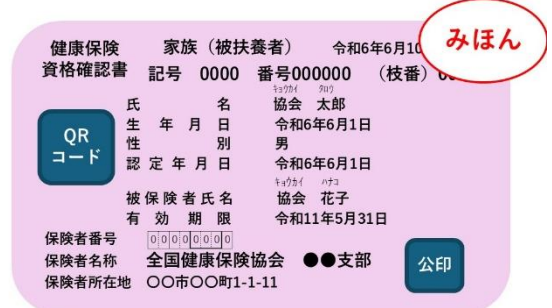 みほん
健康保険 家族（被扶養者） 令和6年6月10
資格確認書 記号 0000 番号000000 （枝番）
キョウカイ タロウ
氏名 協会 太郎
生年月日 令和6年6月1日
性別 男
認定年月日 令和6年6月1日
QR
コード
キョウカイ ハナコ
被保険者氏名 協会 花子
有効期限 令和11年5月31日
保険者番号 00000000
保険者名称 全国健康保険協会 ●●支部
保険者所在地 〇〇市〇〇町1-1-11
公印